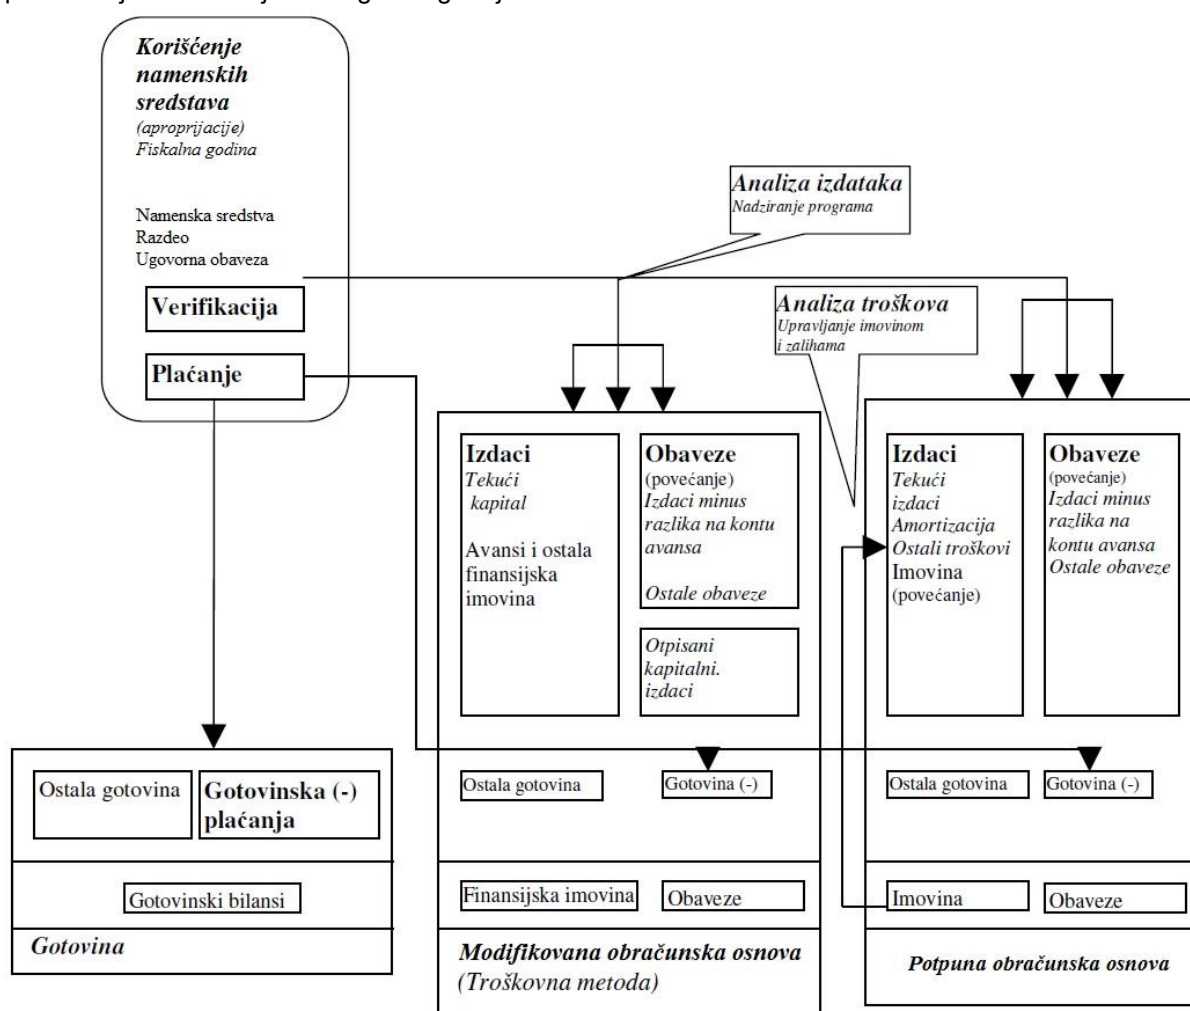 Korišćenje
namenskih
sredstava
(aproprijacije)
Fiskalna godina
Namenska sredstva
Razdeo
Ugovorna obaveza
Verifikacija
Plaćanje
Analiza izdataka
Nadziranje programa
Analiza troškova
Upravljanje imovinom
i zalihama
Izdaci
Tekući
kapital
Avansi i ostala
finansijska
imovina
Obaveze
(povećanje)
Izdaci minus
razlika na kontu
avansa
Ostale obaveze
Otpisani
kapitalni.
izdaci
Izdaci
Tekući
izdaci
Amortizacija
Ostali troškovi
Imovina
(povećanje)
Obaveze
(povećanje)
Izdaci minus
razlika na
kontu avansa
Ostale obaveze
Ostala gotovina
Gotovinska (-)
plaćanja
Ostala gotovina
Gotovina (-)
Ostala gotovina
Gotovina (-)
Gotovinski bilansi
Finansijska imovina
Obaveze
Imovina
Obaveze
Gotovina
Modifikovana obračunska osnova
(Troškovna metoda)
Potpuna obračunska osnova